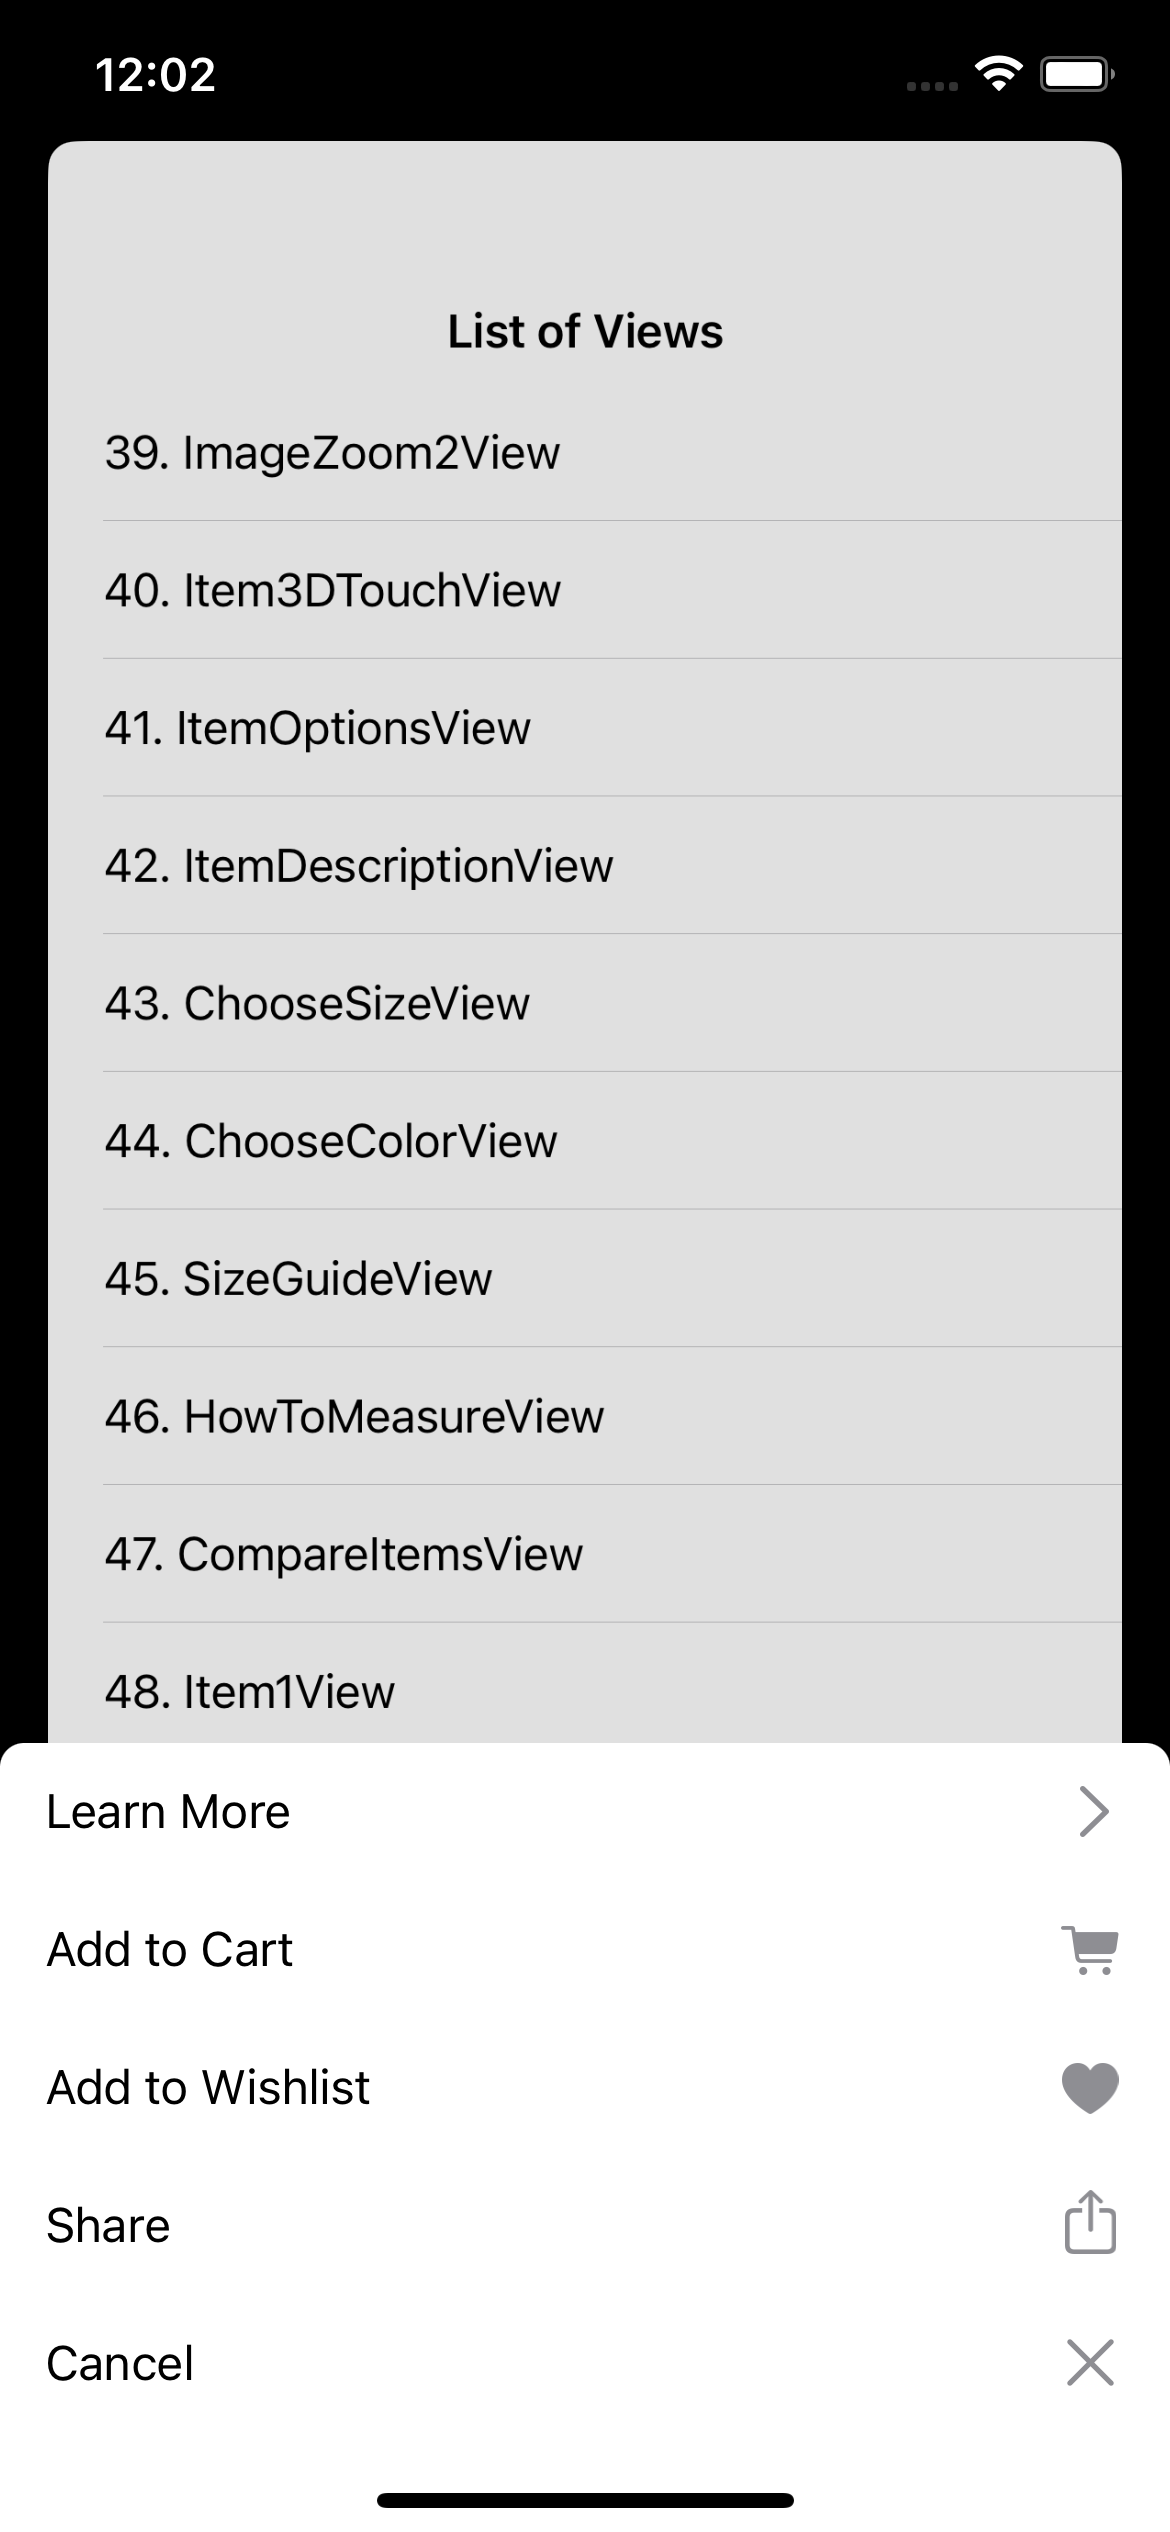 12:02
List of Views
39. ImageZoom2View
40. Item3DTouchView
41. ItemOptionsView
42. ItemDescriptionView
43. ChooseSizeView
44. ChooseColorView
45. SizeGuideView
46. HowToMeasureView
47. CompareItemsView
48. Item1View
Learn More
Add to Cart
Add to Wishlist
Share
Cancel